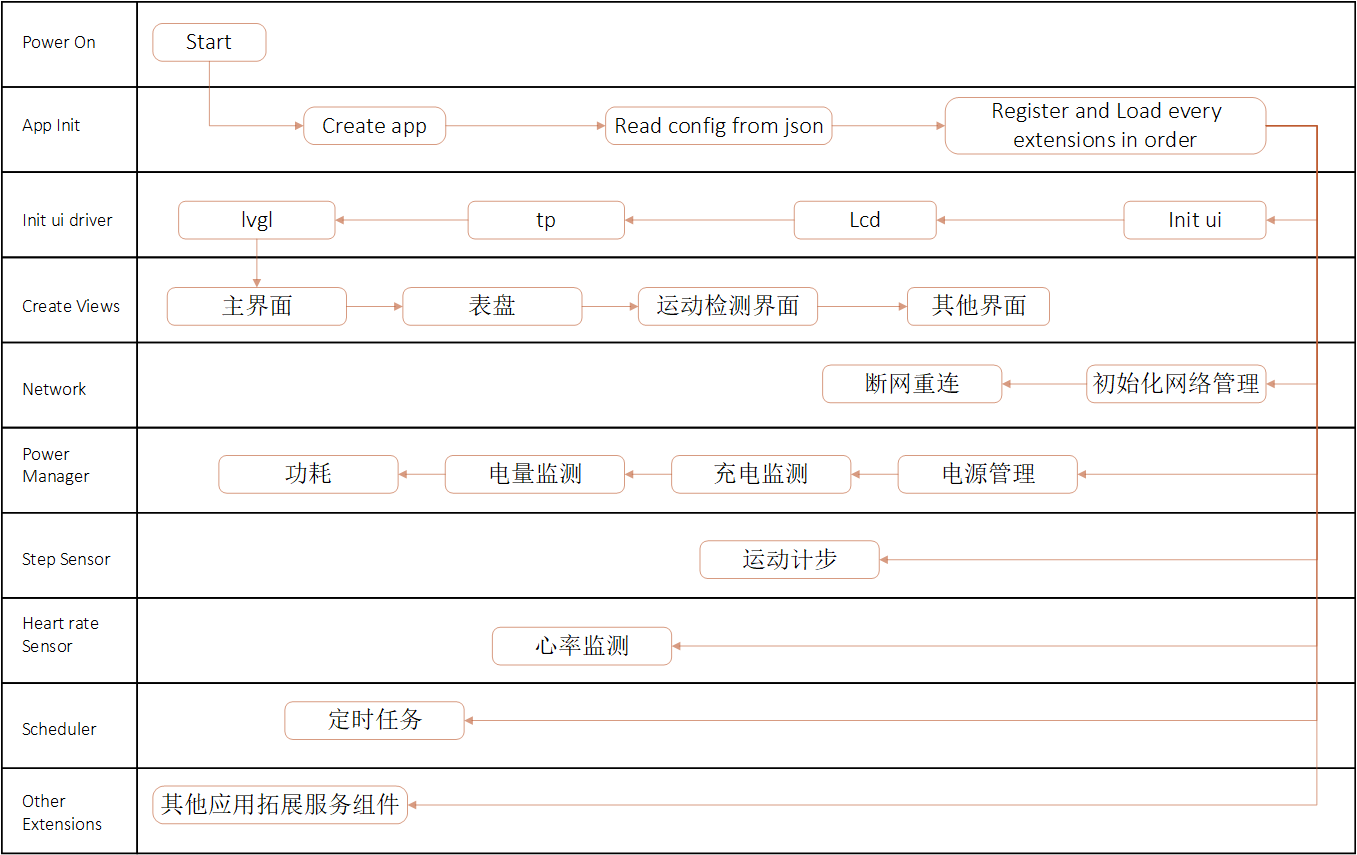 Power On
Start
App Init
Create app
Read config from json
Register and Load every
extensions in order
Init ui driver
lvgl
tp
Lcd
Init ui
Create Views
主界面
表盘
运动检测界面
其他界面
Network
断网重连
初始化网络管理
Power
Manager
功耗
电量监测
充电监测
电源管理
Step Sensor
运动计步
Heart rate
Sensor
心率监测
Scheduler
定时任务
Other
Extensions
其他应用拓展服务组件